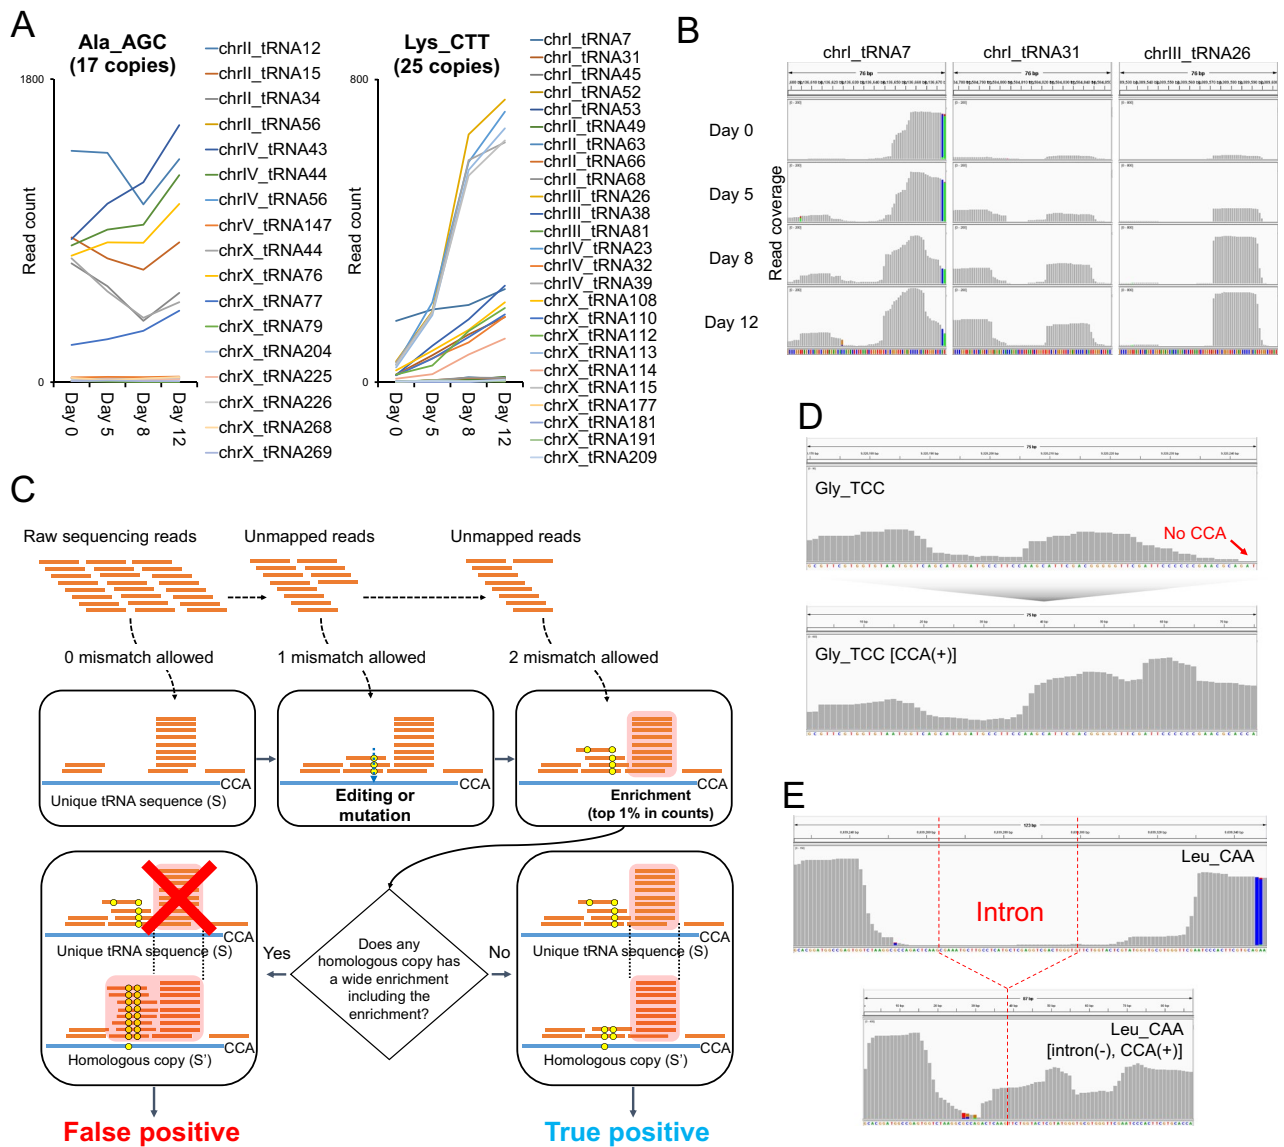 A
Ala_AGC
(17 copies)
1800
Read count
0
Day 0
Day 5
Day 8
Day 12
chrII_tRNA12
chrII_tRNA15
chrII_tRNA34
chrII_tRNA56
chrIV_tRNA43
chrIV_tRNA44
chrIV_tRNA56
chrV_tRNA147
chrX_tRNA44
chrX_tRNA76
chrX_tRNA77
chrX_tRNA79
chrX_tRNA204
chrX_tRNA225
chrX_tRNA226
chrX_tRNA268
chrX_tRNA269
Lys_CTT
(25 copies)
800
Read count
0
Day 0
Day 5
Day 8
Day 12
chrI_tRNA7
chrI_tRNA31
chrI_tRNA45
chrI_tRNA52
chrI_tRNA53
chrII_tRNA49
chrII_tRNA63
chrII_tRNA66
chrII_tRNA68
chrIII_tRNA26
chrIII_tRNA38
chrIII_tRNA81
chrIV_tRNA23
chrIV_tRNA32
chrIV_tRNA39
chrX_tRNA108
chrX_tRNA110
chrX_tRNA112
chrX_tRNA113
chrX_tRNA114
chrX_tRNA115
chrX_tRNA177
chrX_tRNA181
chrX_tRNA191
chrX_tRNA209
B
chrI_tRNA7
chrI_tRNA31
chrIII_tRNA26
76 bp
76 bp
76 bp
Day 0
Day 5
Day 8
Day 12
Read coverage
C
Raw sequencing reads
Unmapped reads
Unmapped reads
0 mismatch allowed
1 mismatch allowed
2 mismatch allowed
CCA
Unique tRNA sequence (S)
CCA
Editing or
mutation
CCA
Enrichment
(top 1% in counts)
CCA
Unique tRNA sequence (S)
CCA
Homologous copy (S')
Yes
Does any
homologous copy has
a wide enrichment
including the
enrichment?
No
CCA
Unique tRNA sequence (S)
CCA
Homologous copy (S')
False positive
True positive
D
Gly_TCC
No CCA
Gly_TCC [CCA(+)]
E
Leu_CAA
Intron
Leu_CAA
[intron(-), CCA(+)]